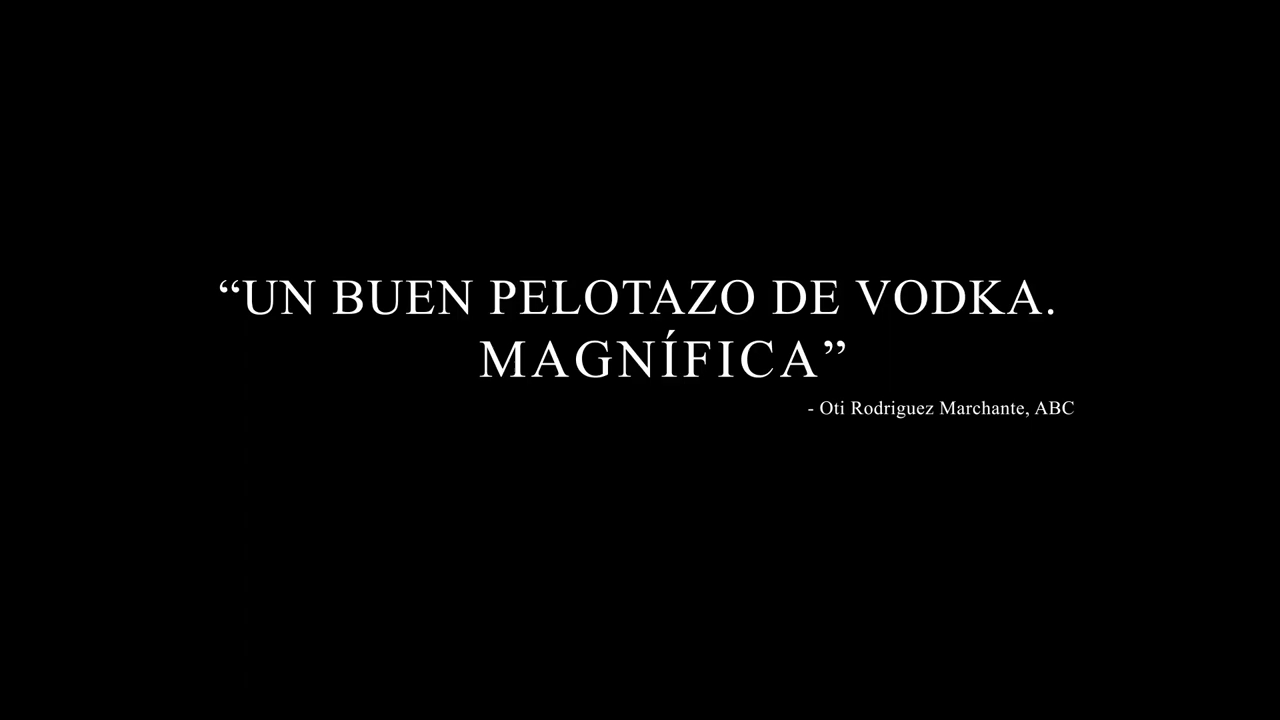 “UN BUEN PELOTAZO DE VODKA.
MAGNÍFICA”
- Oti Rodriguez Marchante, ABC